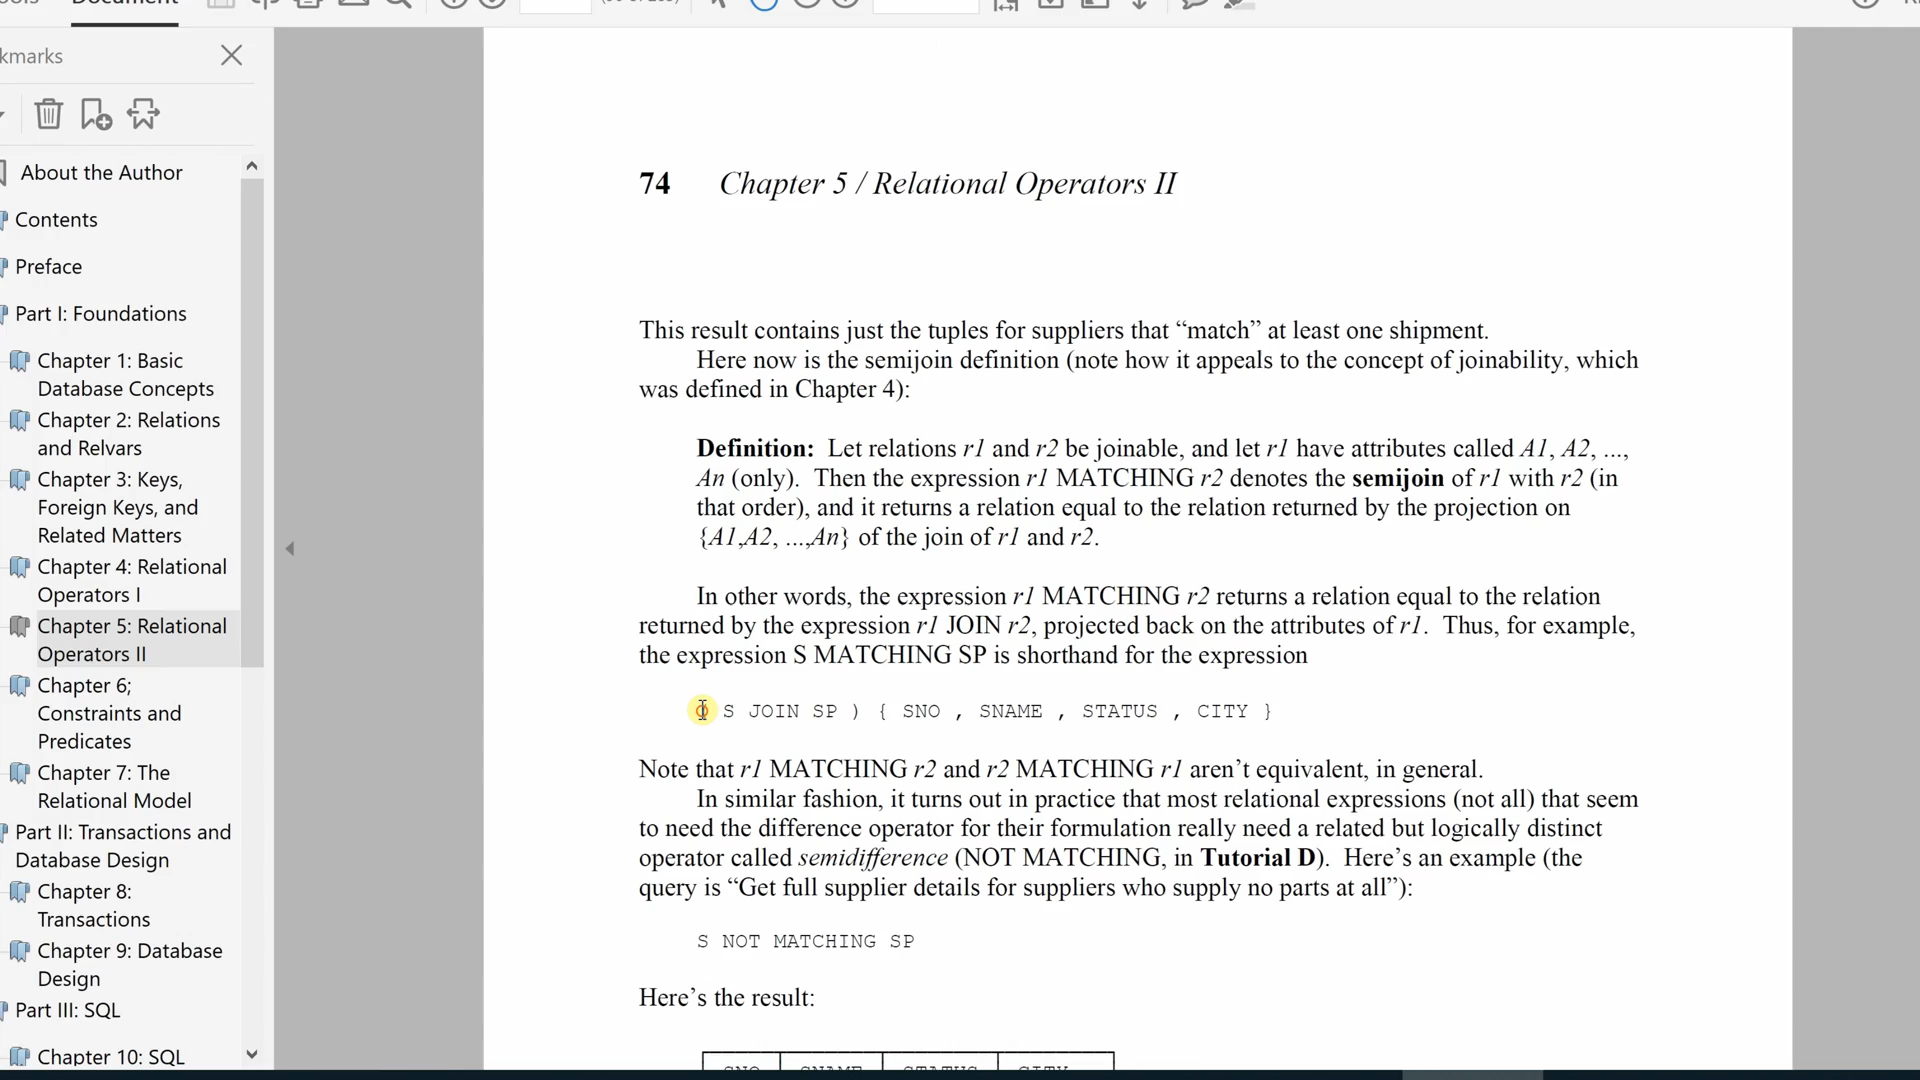 Document
kmarks
About the Author
Contents
Preface
Part I: Foundations
Chapter 1: Basic
Database Concepts
Chapter 2: Relations
and Relvars
Chapter 3: Keys,
Foreign Keys, and
Related Matters
Chapter 4: Relational
Operators I
Chapter 5: Relational
Operators II
Chapter 6;
Constraints and
Predicates
Chapter 7: The
Relational Model
Part II: Transactions and
Database Design
Chapter 8:
Transactions
Chapter 9: Database
Design
Part III: SQL
Chapter 10: SQL
74 Chapter 5 / Relational Operators II
This result contains just the tuples for suppliers that “match” at least one shipment.
Here now is the semijoin definition (note how it appeals to the concept of joinability, which
was defined in Chapter 4):
Definition: Let relations r1 and r2 be joinable, and let r1 have attributes called A1, A2, ...,
An (only). Then the expression r1 MATCHING r2 denotes the semijoin of r1 with r2 (in
that order), and it returns a relation equal to the relation returned by the projection on
{A1,A2, ...,An} of the join of r1 and r2.
In other words, the expression r1 MATCHING r2 returns a relation equal to the relation
returned by the expression r1 JOIN r2, projected back on the attributes of r1. Thus, for example,
the expression S MATCHING SP is shorthand for the expression
( S JOIN SP ) { SNO , SNAME , STATUS , CITY }
Note that r1 MATCHING r2 and r2 MATCHING r1 aren’t equivalent, in general.
In similar fashion, it turns out in practice that most relational expressions (not all) that seem
to need the difference operator for their formulation really need a related but logically distinct
operator called semidifference (NOT MATCHING, in Tutorial D). Here’s an example (the
query is “Get full supplier details for suppliers who supply no parts at all”):
S NOT MATCHING SP
Here’s the result:
SNO SNAME STATUS CITY